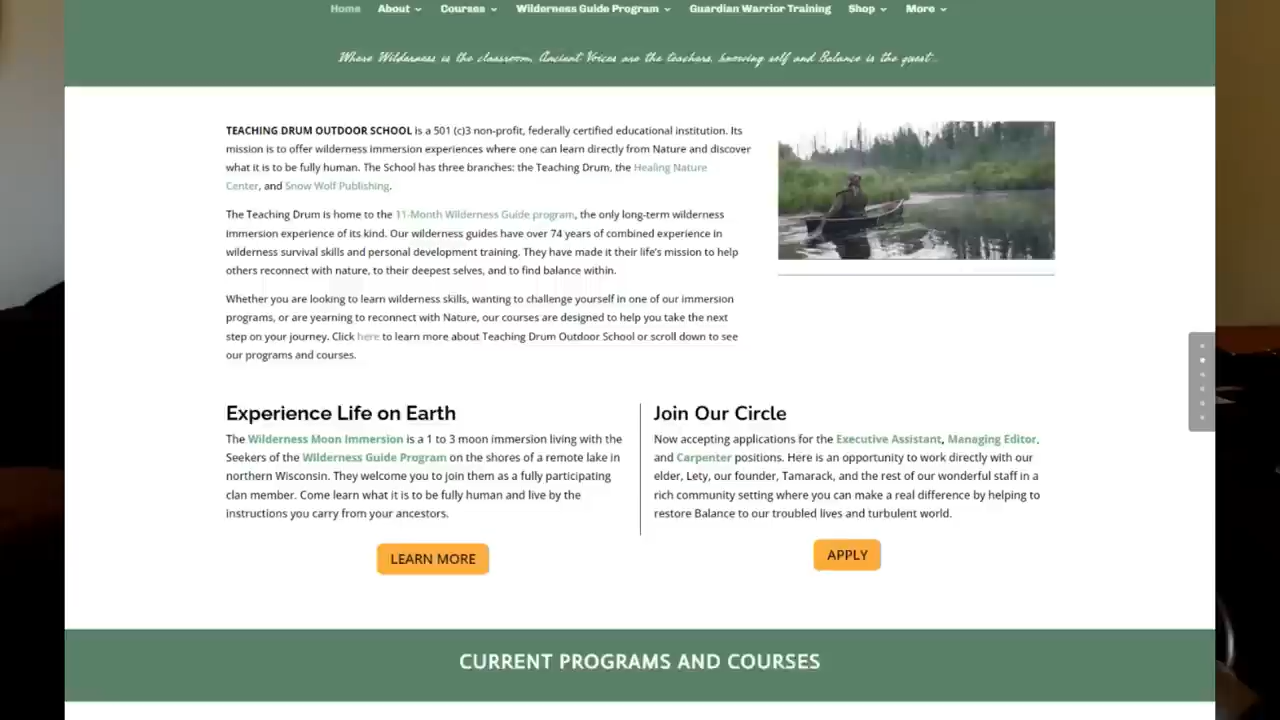 Home About Courses Wilderness Guide Program Guardian Warrior Training Shop More
Where Wilderness is the classroom, Ancient Voices are the teachers, knowing self and Balance is the quest...
TEACHING DRUM OUTDOOR SCHOOL is a 501 (c)3 non-profit, federally certified educational institution. Its
mission is to offer wilderness immersion experiences where one can learn directly from Nature and discover
what it is to be fully human. The School has three branches: the Teaching Drum, the Healing Nature
Center, and Snow Wolf Publishing.
The Teaching Drum is home to the 11-Month Wilderness Guide program, the only long-term wilderness
immersion experience of its kind. Our wilderness guides have over 74 years of combined experience in
wilderness survival skills and personal development training. They have made it their life's mission to help
others reconnect with nature, to their deepest selves, and to find balance within.
Whether you are looking to learn wilderness skills, wanting to challenge yourself in one of our immersion
programs, or are yearning to reconnect with Nature, our courses are designed to help you take the next
step on your journey. Click here to learn more about Teaching Drum Outdoor School or scroll down to see
our programs and courses.
Experience Life on Earth
The Wilderness Moon Immersion is a 1 to 3 moon immersion living with the
Seekers of the Wilderness Guide Program on the shores of a remote lake in
northern Wisconsin. They welcome you to join them as a fully participating
clan member. Come learn what it is to be fully human and live by the
instructions you carry from your ancestors.
LEARN MORE
Join Our Circle
Now accepting applications for the Executive Assistant, Managing Editor,
and Carpenter positions. Here is an opportunity to work directly with our
elder, Lety, our founder, Tamarack, and the rest of our wonderful staff in a
rich community setting where you can make a real difference by helping to
restore Balance to our troubled lives and turbulent world.
APPLY
CURRENT PROGRAMS AND COURSES